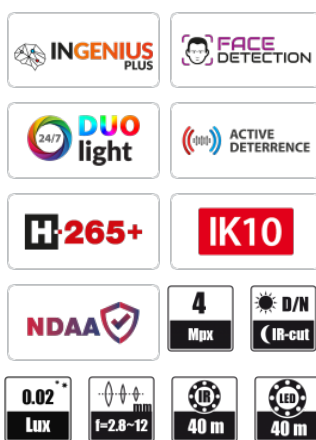 INGENIUS
PLUS
FACE
DETECTION
24/7
DUO
light
ACTIVE
DETERRENCE
H·265+
IK10
NDAA
4
Mpx
D/N
IR-cut
0.02
Lux
mm
f=2.8~12
IR
40 m
LED
40 m